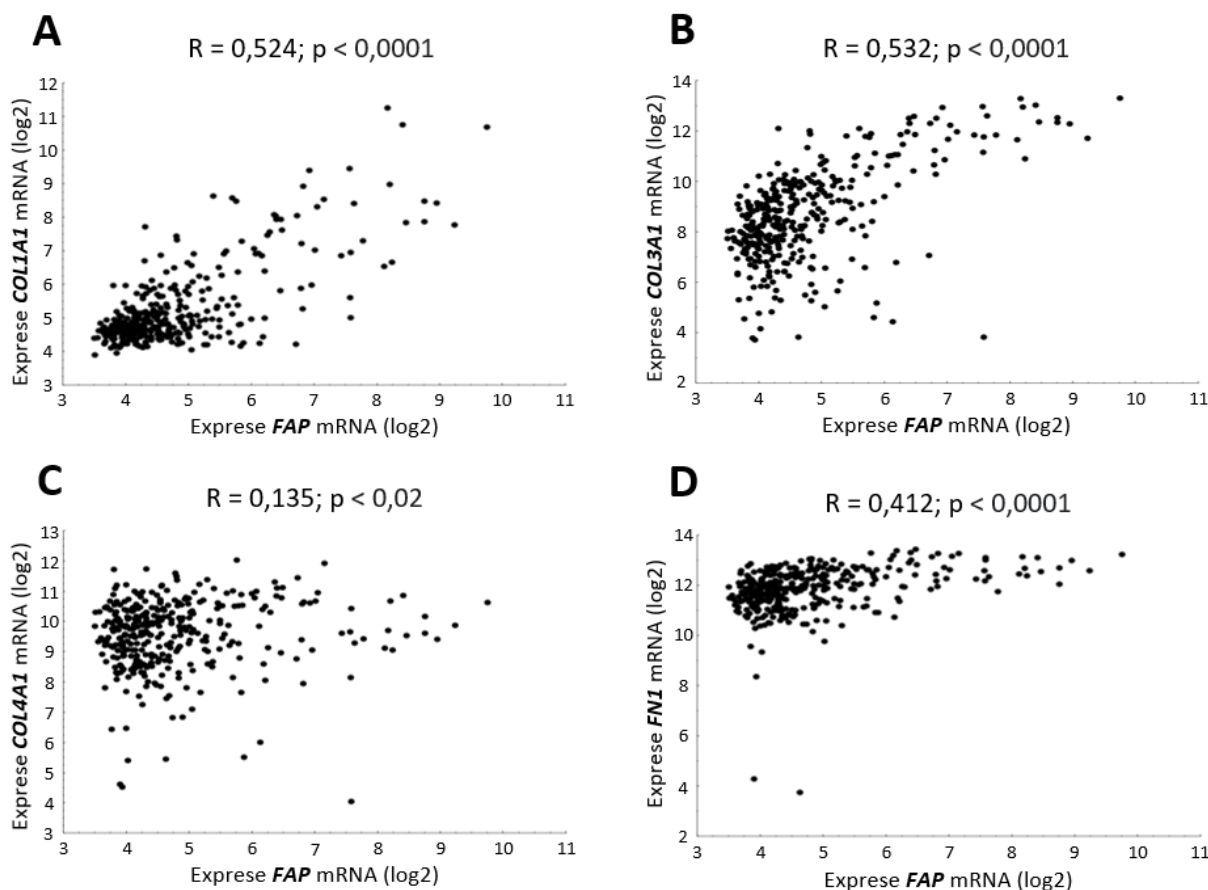 A
R = 0,524; p < 0,0001
Exprese COL1A1 mRNA (log2)
12
11
10
9
8
7
6
5
4
3
3 4 5 6 7 8 9 10 11
Exprese FAP mRNA (log2)
B
R = 0,532; p < 0,0001
Exprese COL3A1 mRNA (log2)
14
12
10
8
6
4
2
3 4 5 6 7 8 9 10 11
Exprese FAP mRNA (log2)
C
R = 0,135; p < 0,02
Exprese COL4A1 mRNA (log2)
13
12
11
10
9
8
7
6
5
4
3
3 4 5 6 7 8 9 10 11
Exprese FAP mRNA (log2)
D
R = 0,412; p < 0,0001
Exprese FN1 mRNA (log2)
14
12
10
8
6
4
2
3 4 5 6 7 8 9 10 11
Exprese FAP mRNA (log2)